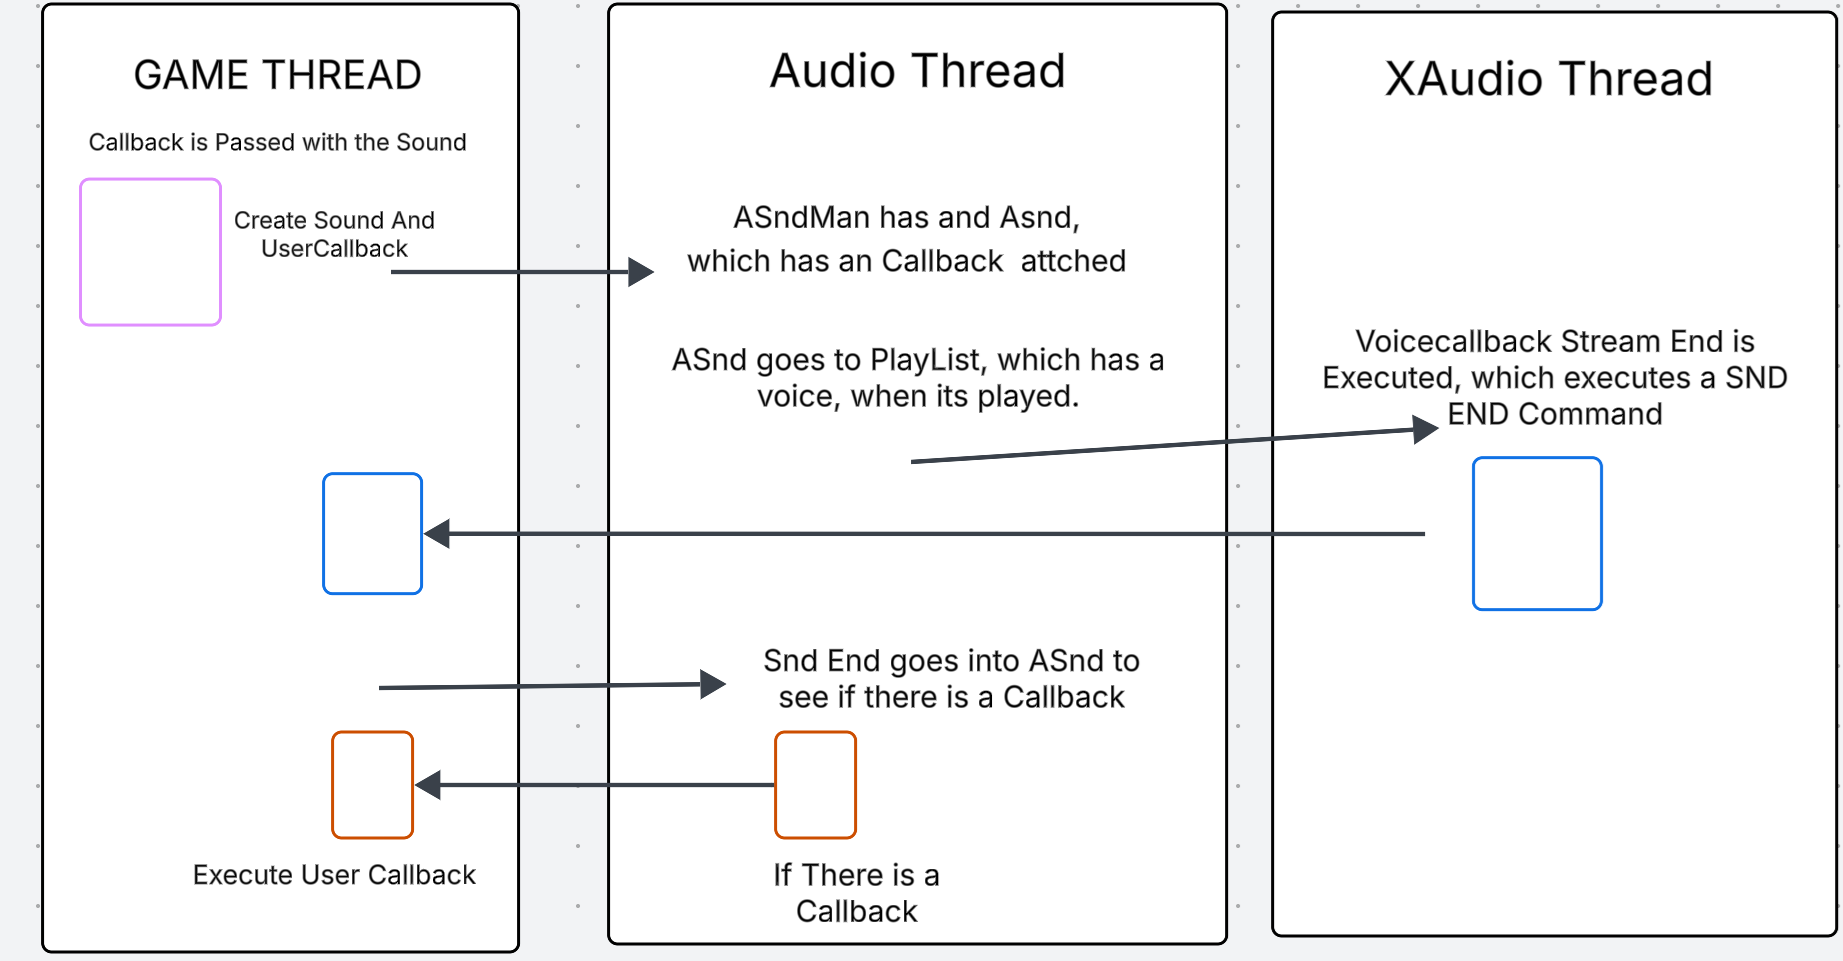 GAME THREAD
Callback is Passed with the Sound
Create Sound And
UserCallback
Execute User Callback
Audio Thread
ASndMan has and Asnd,
which has an Callback  attched
ASnd goes to PlayList, which has a
voice, when its played.
Snd End goes into ASnd to
see if there is a Callback
If There is a
Callback
XAudio Thread
Voicecallback Stream End is
Executed, which executes a SND
END Command